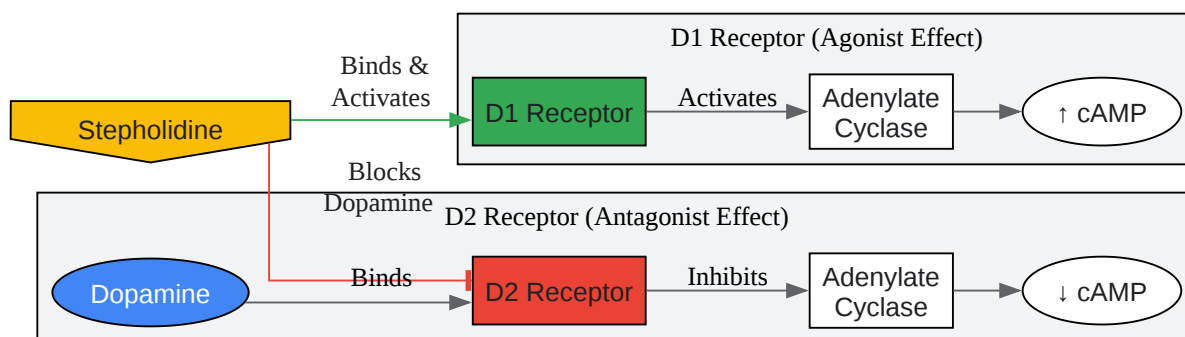 D1 Receptor (Agonist Effect)
Binds &
Activates
Stepholidine
D1 Receptor
Activates
Adenylate
Cyclase
↑ cAMP
Blocks
Dopamine
D2 Receptor (Antagonist Effect)
Dopamine
Binds
D2 Receptor
Inhibits
Adenylate
Cyclase
↓ cAMP